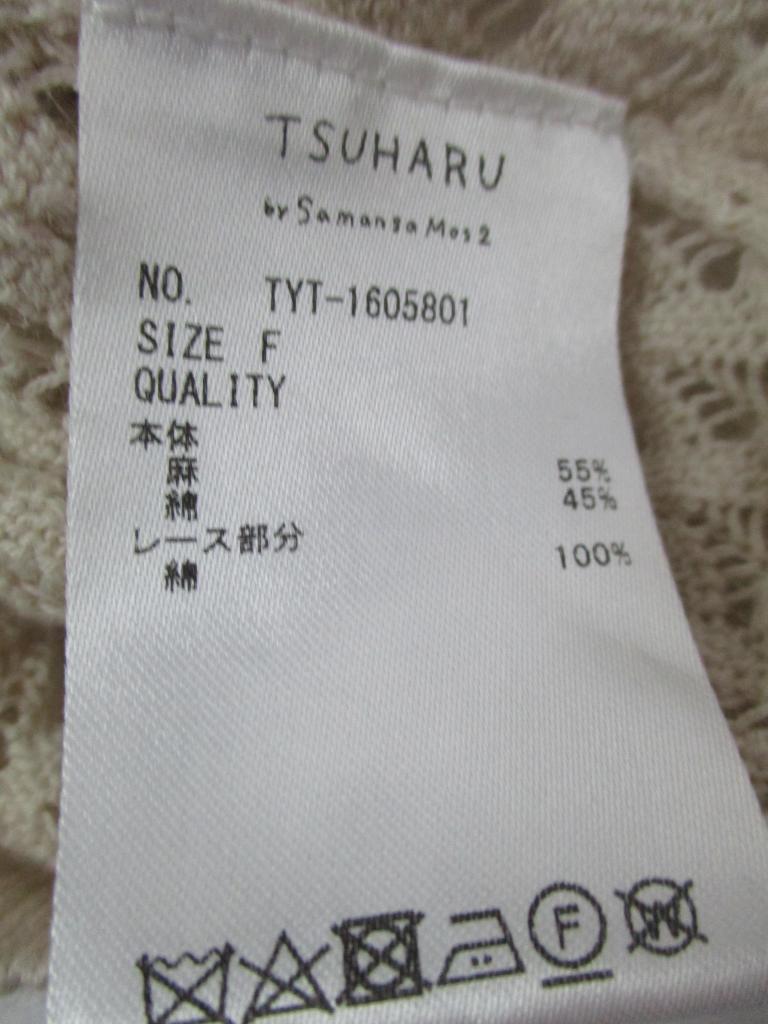 TSUHARU
by Samansa Mos2
NO. TYT-1605801
SIZE F
QUALITY
本体
麻 55%
綿 45%
レース部分
綿 100%
F
W